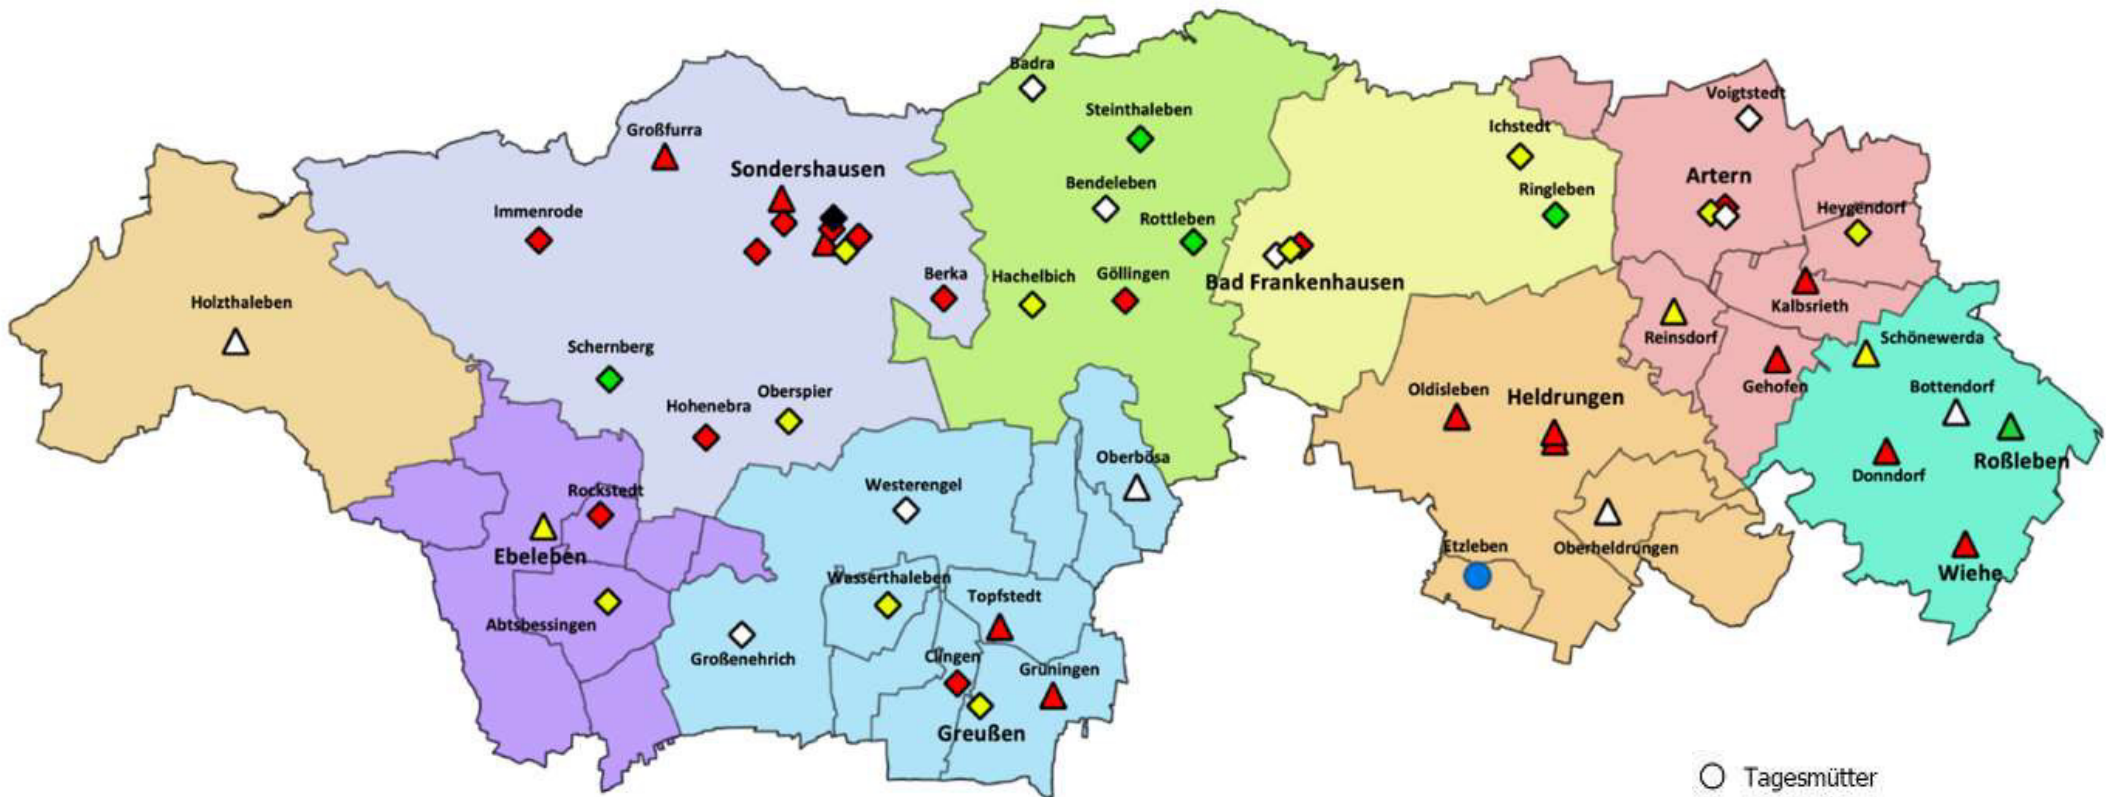 Badra
Voigtstedt
Steinthaleben
Ichstedt
Großfurra
Sondershausen
Artern
Bendeleben
Ringleben
Immenrode
Rottleben
Heygendorf
Berka
Hachelbich
Göllingen
Bad Frankenhausen
Holzthaleben
Kalbsrieth
Reinsdorf
Schönewerda
Schernberg
Gehofen
Bottendorf
Oldisleben
Heldrungen
Oberspier
Hohenebra
Oberbösa
Roßleben
Donndorf
Westerengel
Rockstedt
Etzleben
Oberheldrungen
Ebeleben
Wiehe
Wasserthaleben
Topfstedt
Abtsbessingen
Großenehrich
Clingen
Grüningen
Greußen
Tagesmütter